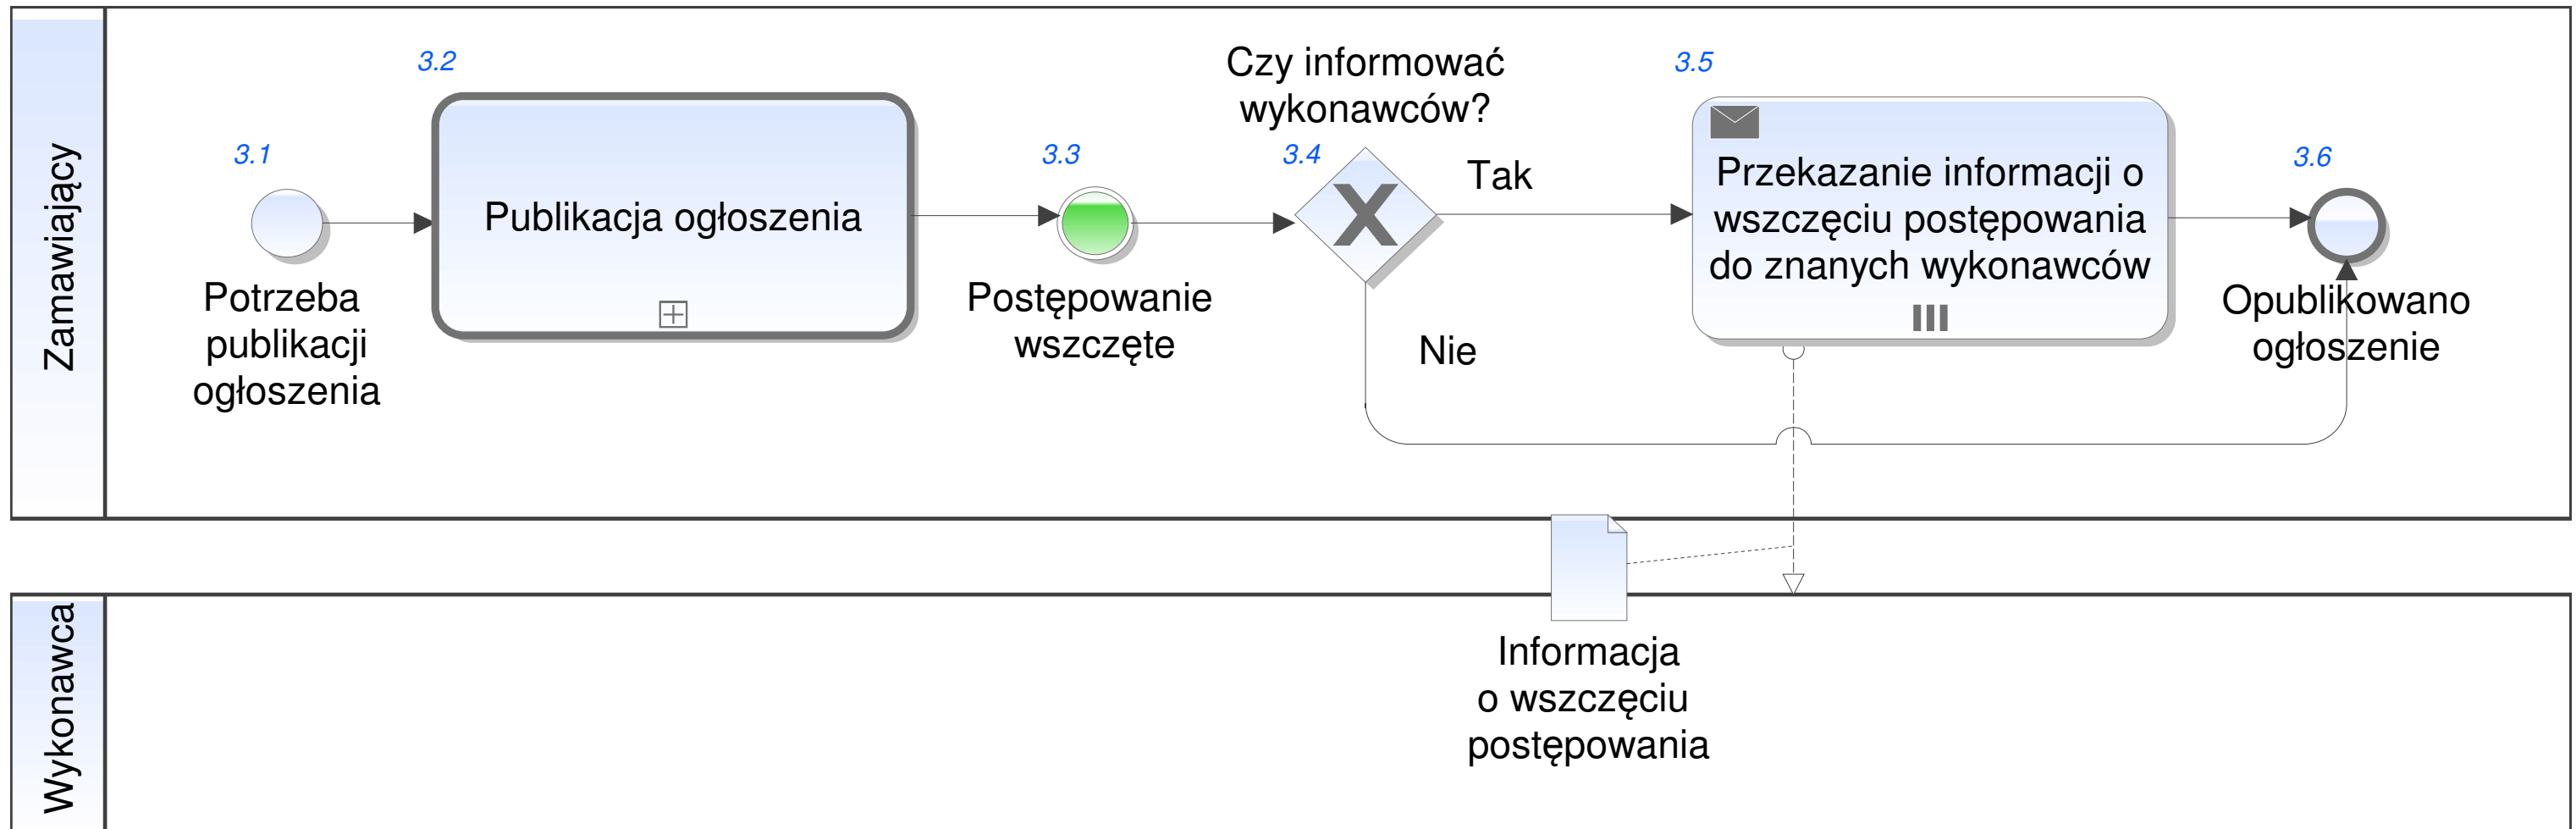 Zamawiający
3.1
Potrzeba
publikacji
ogłoszenia
3.2
Publikacja ogłoszenia
3.3
Postępowanie
wszczęte
Czy informować
wykonawców?
3.4
Tak
Nie
3.5
Przekazanie informacji o
wszczęciu postępowania
do znanych wykonawców
3.6
Opublikowano
ogłoszenie
Wykonawca
Informacja
o wszczęciu
postępowania